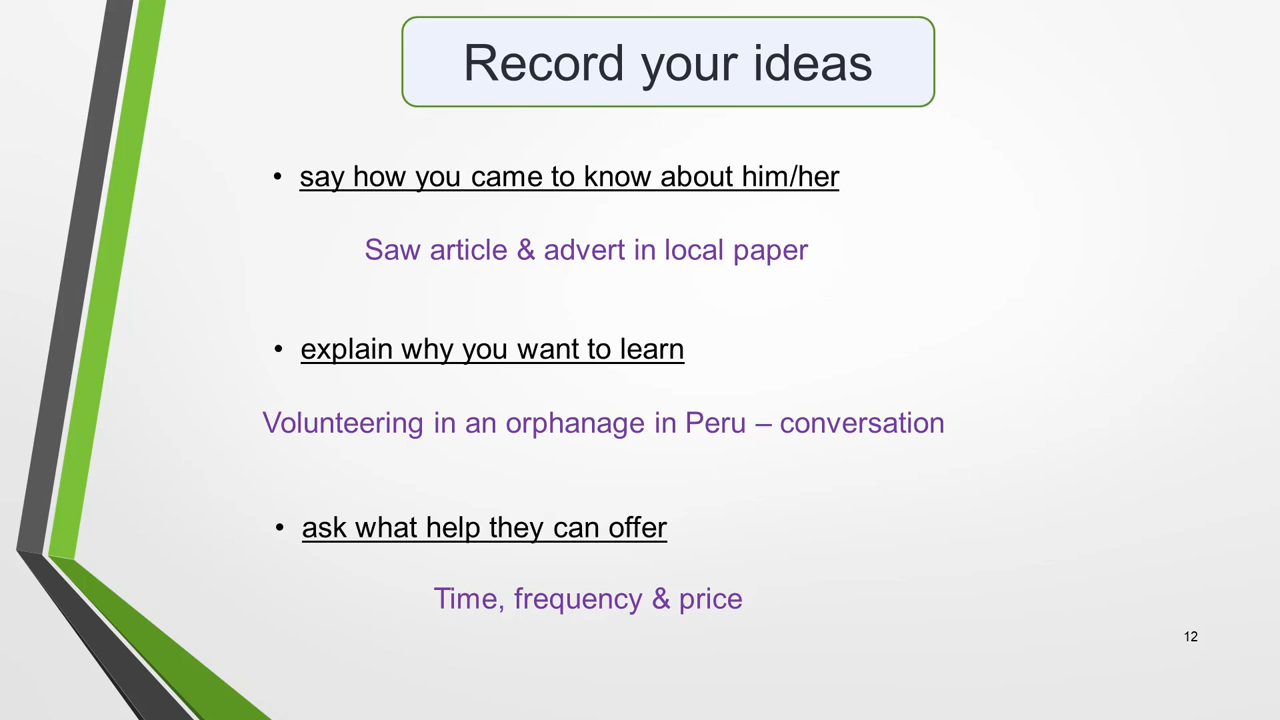 Record your ideas
• say how you came to know about him/her
Saw article & advert in local paper
• explain why you want to learn
Volunteering in an orphanage in Peru – conversation
• ask what help they can offer
Time, frequency & price
12